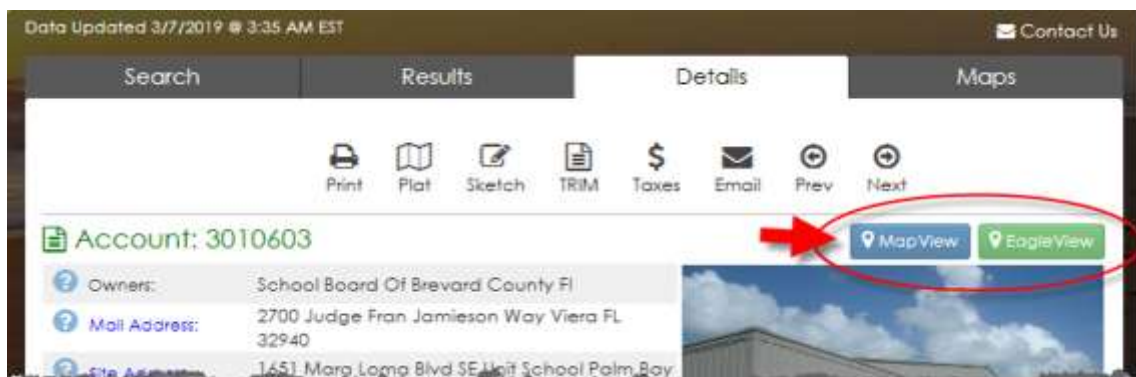 Data Updated 3/7/2019 @ 3:35 AM EST
Contact Us
Search Results Details Maps
Print Plat Sketch TRIM Taxes Email Prev Next
Account: 3010603
MapView EagleView
Owners: School Board Of Brevard County Fl
Mail Address: 2700 Judge Fran Jamieson Way Viera FL
32940
Site Address: 1651 Mara Loma Blvd SE Unit School Palm Bay